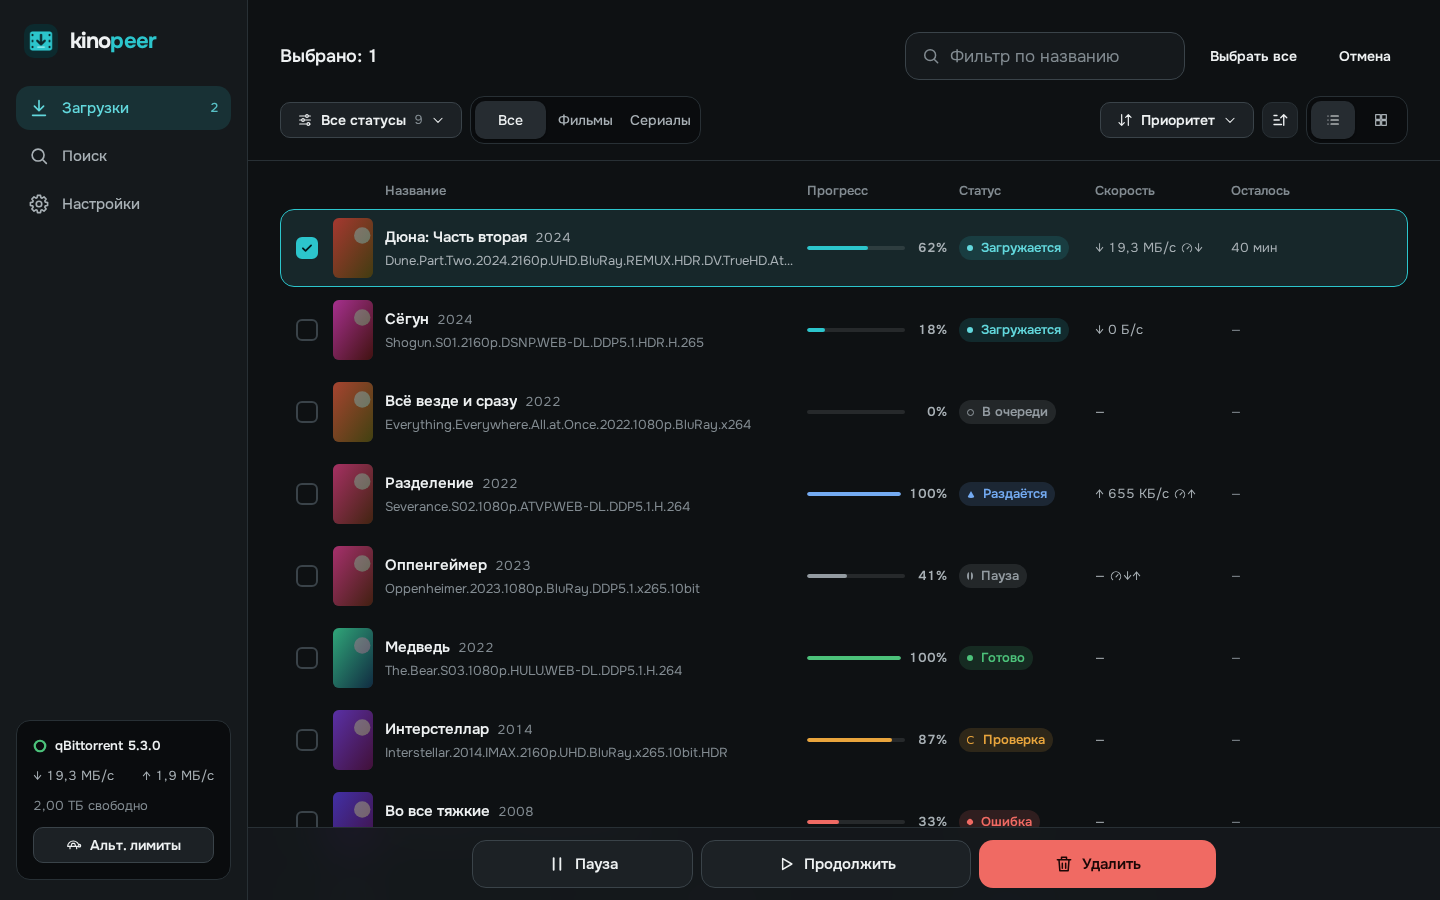 kinopeer
Загрузки 2
Поиск
Настройки
qBittorrent 5.3.0
↓ 19,3 МБ/с ↑ 1,9 МБ/с
2,00 ТБ свободно
Альт. лимиты
Выбрано: 1
Фильтр по названию
Выбрать все
Отмена
Все статусы 9
Все
Фильмы
Сериалы
Приоритет
Название Прогресс Статус Скорость Осталось
Дюна: Часть вторая 2024
Dune.Part.Two.2024.2160p.UHD.BluRay.REMUX.HDR.DV.TrueHD.At...
62% Загружается ↓ 19,3 МБ/с 40 мин
Сёгун 2024
Shogun.S01.2160p.DSNP.WEB-DL.DDP5.1.HDR.H.265
18% Загружается ↓ 0 Б/с —
Всё везде и сразу 2022
Everything.Everywhere.All.at.Once.2022.1080p.BluRay.x264
0% В очереди — —
Разделение 2022
Severance.S02.1080p.ATVP.WEB-DL.DDP5.1.H.264
100% Раздаётся ↑ 655 КБ/с —
Оппенгеймер 2023
Oppenheimer.2023.1080p.BluRay.DDP5.1.x265.10bit
41% Пауза — —
Медведь 2022
The.Bear.S03.1080p.HULU.WEB-DL.DDP5.1.H.264
100% Готово — —
Интерстеллар 2014
Interstellar.2014.IMAX.2160p.UHD.BluRay.x265.10bit.HDR
87% Проверка — —
Во все тяжкие 2008
33% Ошибка — —
Пауза
Продолжить
Удалить